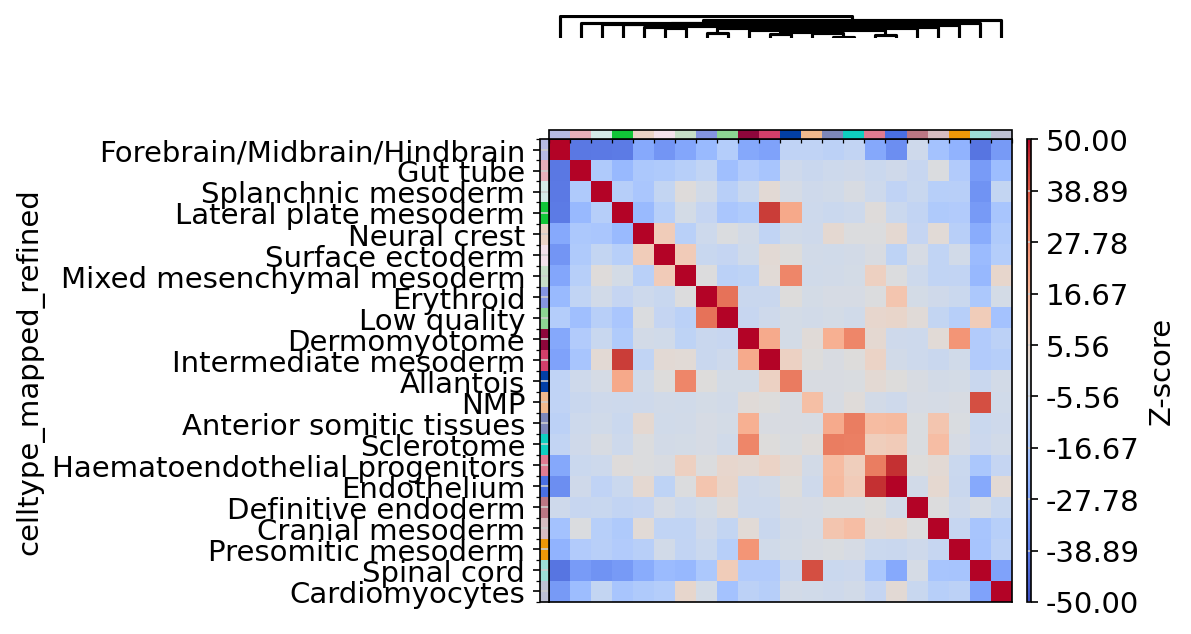 celltype_mapped_refined
Forebrain/Midbrain/Hindbrain
Gut tube
Splanchnic mesoderm
Lateral plate mesoderm
Neural crest
Surface ectoderm
Mixed mesenchymal mesoderm
Erythroid
Low quality
Dermomyotome
Intermediate mesoderm
Allantois
NMP
Anterior somitic tissues
Sclerotome
Haematoendothelial progenitors
Endothelium
Definitive endoderm
Cranial mesoderm
Presomitic mesoderm
Spinal cord
Cardiomyocytes
50.00
38.89
27.78
16.67
5.56
-5.56
-16.67
-27.78
-38.89
-50.00
Z-score